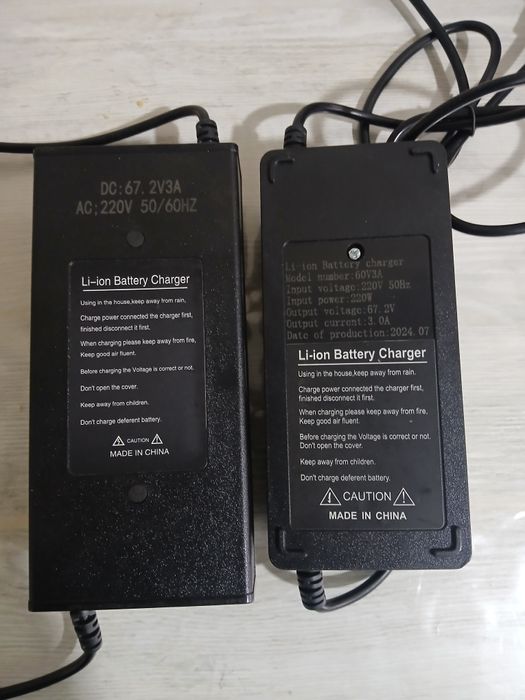 DC:67.2V3A
AC;220V 50/60HZ
Li-ion Battery Charger
Using in the house,keep away from rain,
Charge power connected the charger first,
finished disconnect it first.
When charging please keep away from fire,
Keep good air fluent.
Before charging the Voltage is correct or not.
Don't open the cover.
Keep away from children.
Don't charge deferent battery.
CAUTION
MADE IN CHINA
Li-ion Battery charger
Model number:60V3A
Input voltage:220V 50Hz
Input power:220W
Output voltage:67.2V
Output current:3.0A
Date of production:2024.07
Li-ion Battery Charger
Using in the house,keep away from rain.
Charge power connected the charger first,
finished disconnect it first.
When charging please keep away from fire,
Keep good air fluent.
Before charging the Voltage is correct or not.
Don't open the cover.
Keep away from children.
Don't charge deferent battery.
CAUTION
MADE IN CHINA